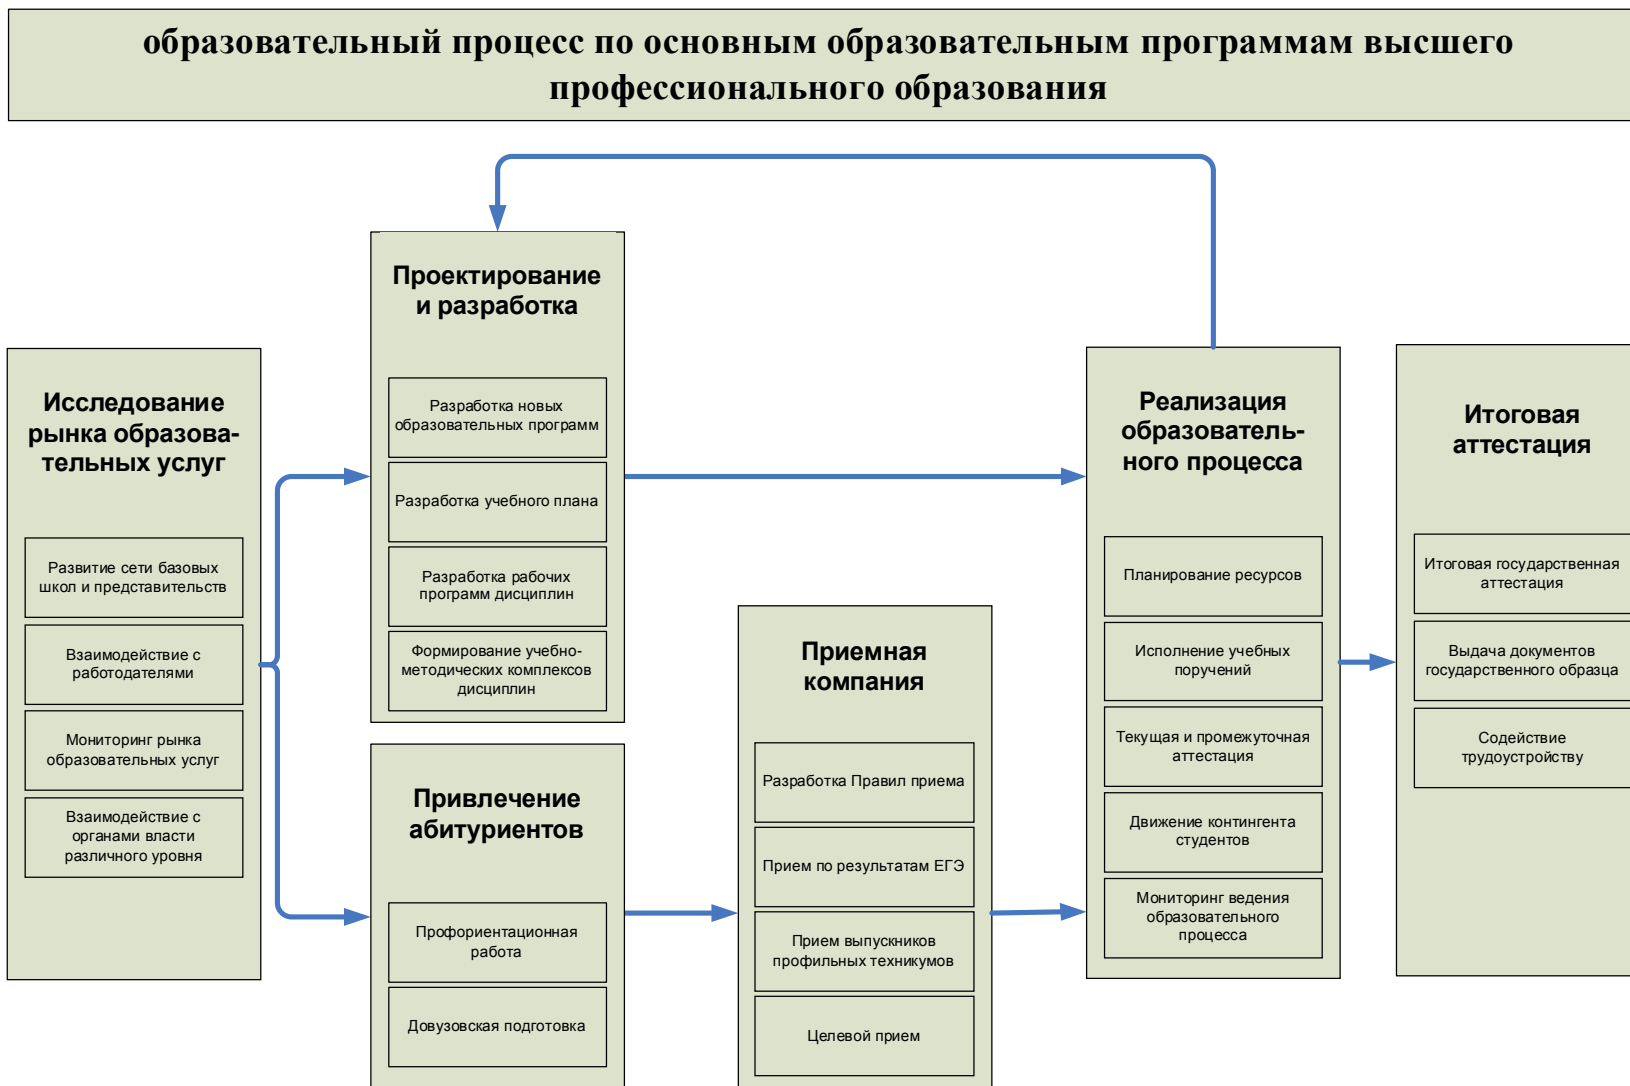 образовательный процесс по основным образовательным программам высшего
профессионального образования
Исследование
рынка образова-
тельных услуг
Развитие сети базовых
школ и представительств
Взаимодействие с
работодателями
Мониторинг рынка
образовательных услуг
Взаимодействие с
органами власти
различного уровня
Проектирование
и разработка
Разработка новых
образовательных программ
Разработка учебного плана
Разработка рабочих
программ дисциплин
Формирование учебно-
методических комплексов
дисциплин
Привлечение
абитуриентов
Профориентационная
работа
Довузовская подготовка
Приемная
компания
Разработка Правил приема
Прием по результатам ЕГЭ
Прием выпускников
профильных техникумов
Целевой прием
Реализация
образователь-
ного процесса
Планирование ресурсов
Исполнение учебных
поручений
Текущая и промежуточная
аттестация
Движение контингента
студентов
Мониторинг ведения
образовательного
процесса
Итоговая
аттестация
Итоговая государственная
аттестация
Выдача документов
государственного образца
Содействие
трудоустройству